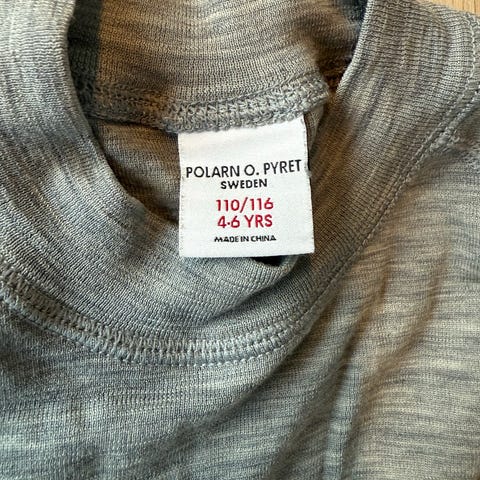 POLARN O. PYRET
SWEDEN
110/116
4-6 YRS
MADE IN CHINA